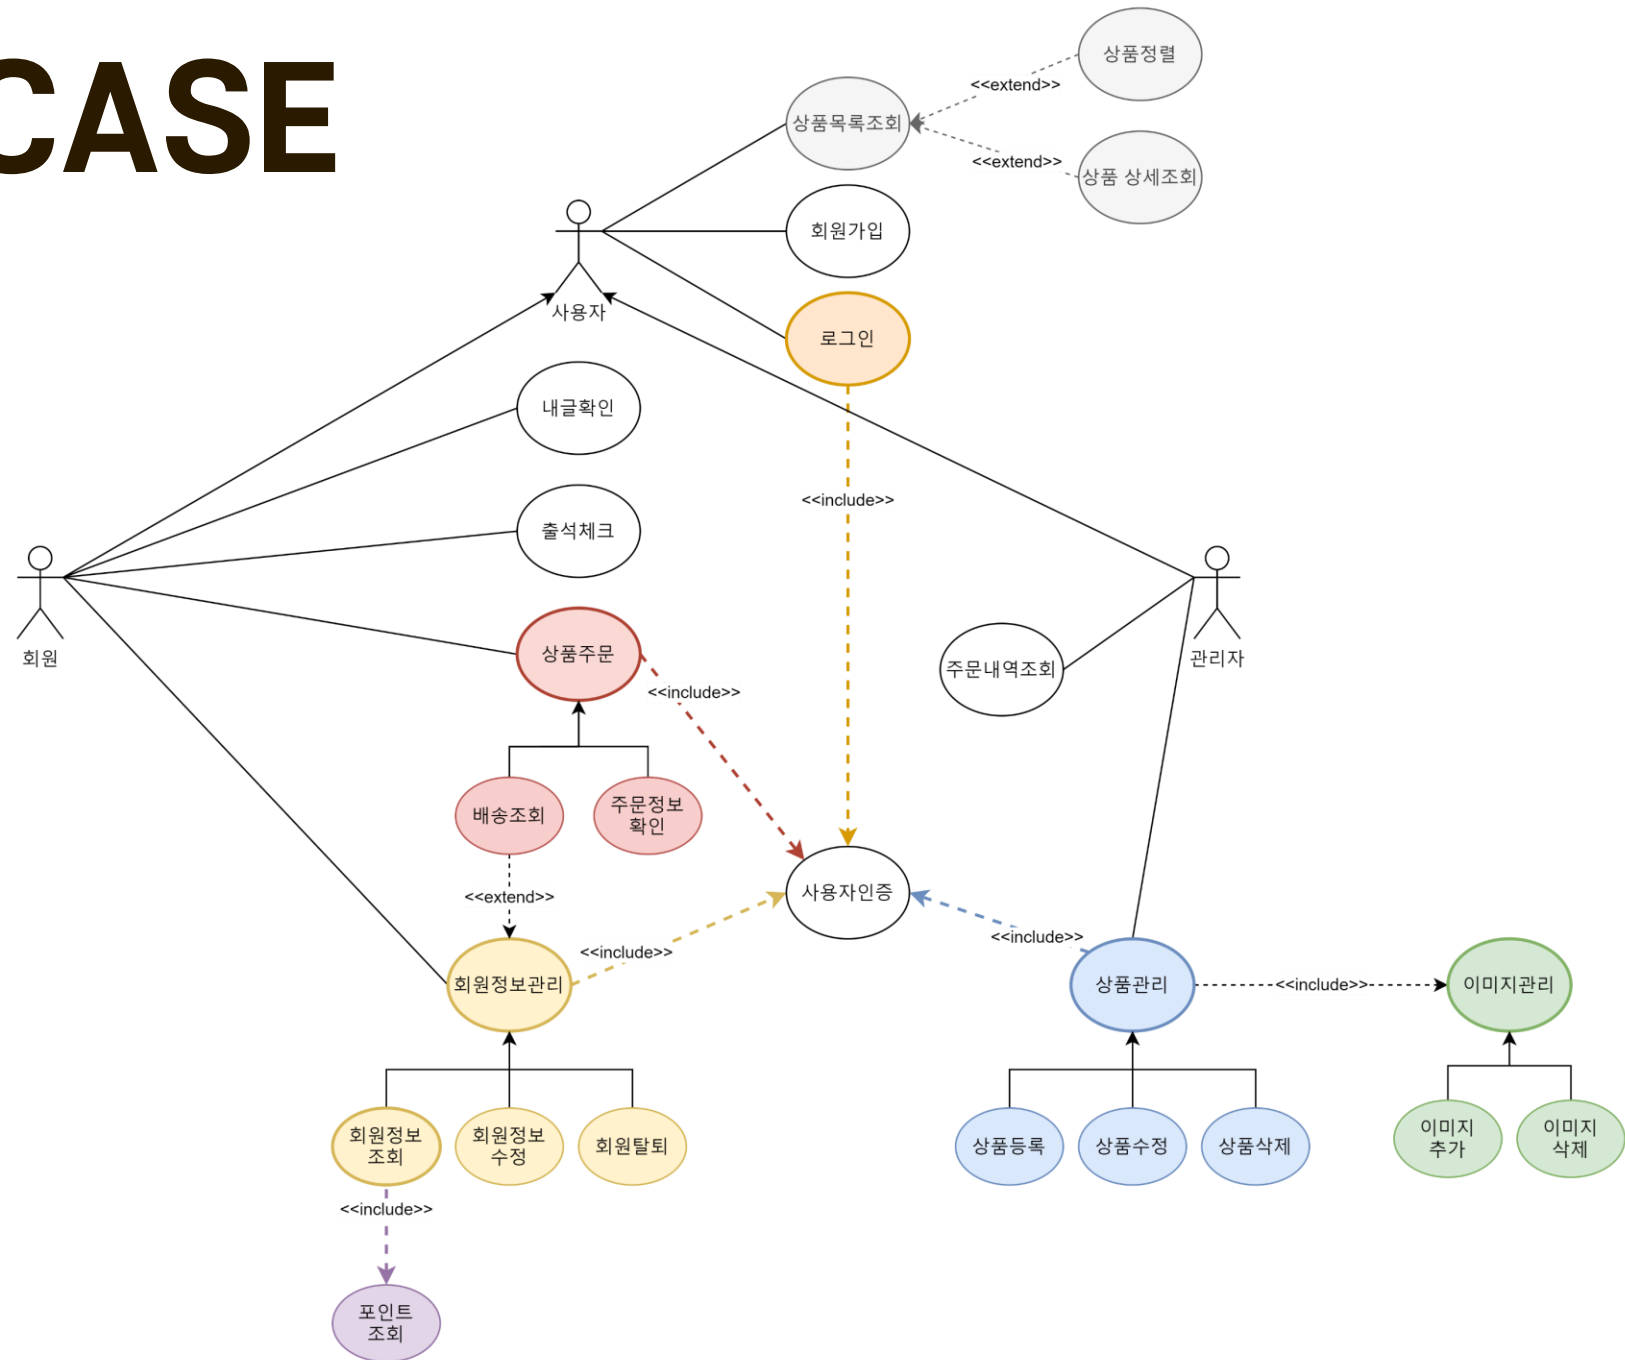 CASE
상품정렬
<<extend>>
상품목록조회
<<extend>>
상품 상세조회
회원가입
사용자
로그인
내글확인
<<include>>
출석체크
회원
상품주문
관리자
주문내역조회
<<include>>
배송조회
주문정보
확인
<<extend>>
사용자인증
<<include>>
<<include>>
회원정보관리
상품관리
<<include>>
이미지관리
회원정보
조회
회원정보
수정
회원탈퇴
상품등록
상품수정
상품삭제
이미지
추가
이미지
삭제
<<include>>
포인트
조회